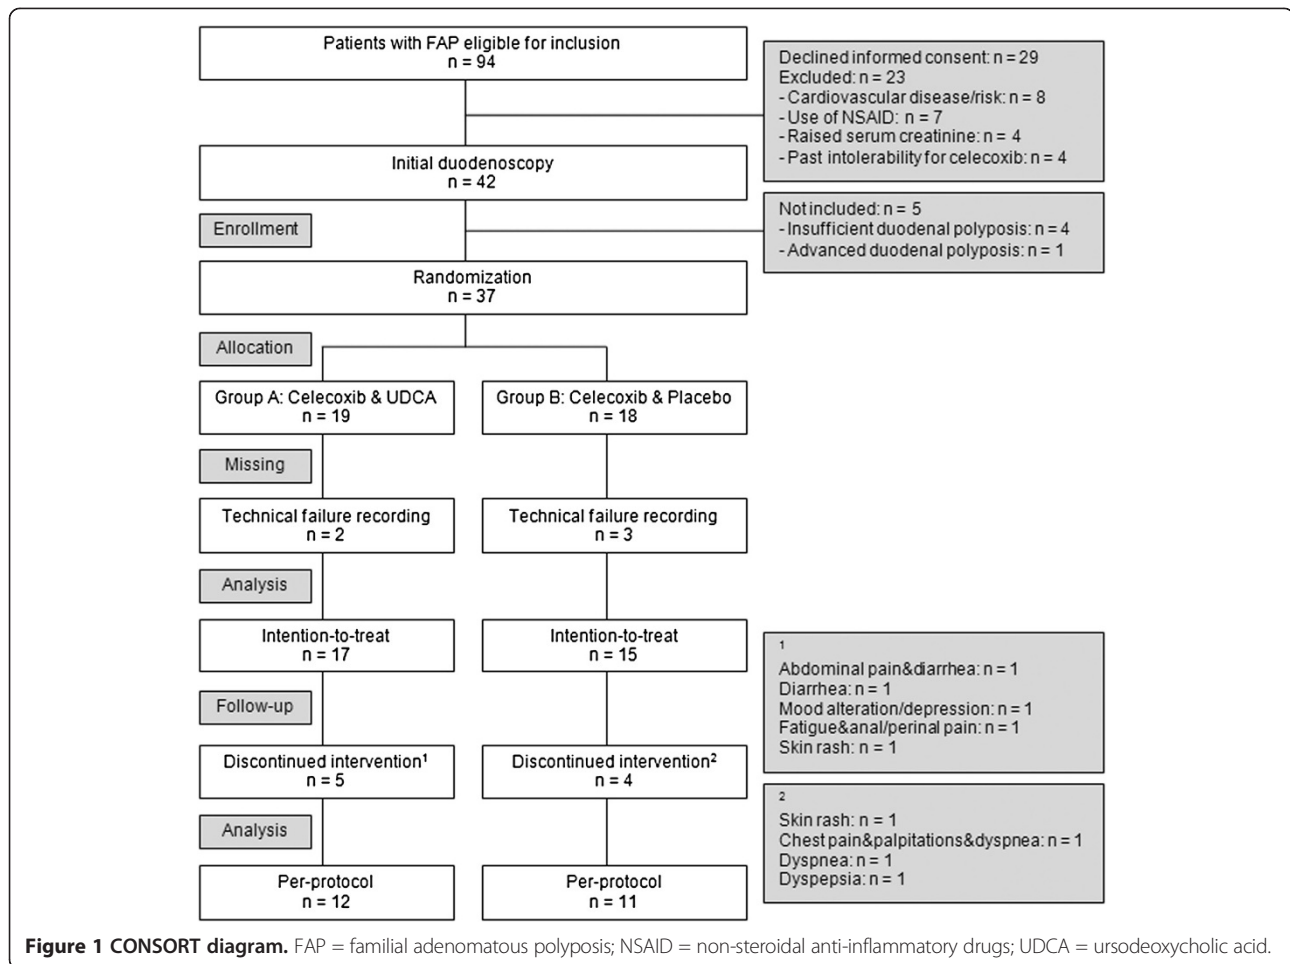 Patients with FAP eligible for inclusion
n = 94
Declined informed consent: n = 29
Excluded: n = 23
- Cardiovascular disease/risk: n = 8
- Use of NSAID: n = 7
- Raised serum creatinine: n = 4
- Past intolerability for celecoxib: n = 4
Initial duodenoscopy
n = 42
Not included: n = 5
- Insufficient duodenal polyposis: n = 4
- Advanced duodenal polyposis: n = 1
Enrollment
Randomization
n = 37
Allocation
Group A: Celecoxib & UDCA
n = 19
Group B: Celecoxib & Placebo
n = 18
Missing
Technical failure recording
n = 2
Technical failure recording
n = 3
Analysis
Intention-to-treat
n = 17
Intention-to-treat
n = 15
1
Abdominal pain&diarrhea: n = 1
Diarrhea: n = 1
Mood alteration/depression: n = 1
Fatigue&anal/perinal pain: n = 1
Skin rash: n = 1
Follow-up
Discontinued intervention1
n = 5
Discontinued intervention2
n = 4
2
Skin rash: n = 1
Chest pain&palpitations&dyspnea: n = 1
Dyspnea: n = 1
Dyspepsia: n = 1
Analysis
Per-protocol
n = 12
Per-protocol
n = 11
Figure 1 CONSORT diagram. FAP = familial adenomatous polyposis; NSAID = non-steroidal anti-inflammatory drugs; UDCA = ursodeoxycholic acid.